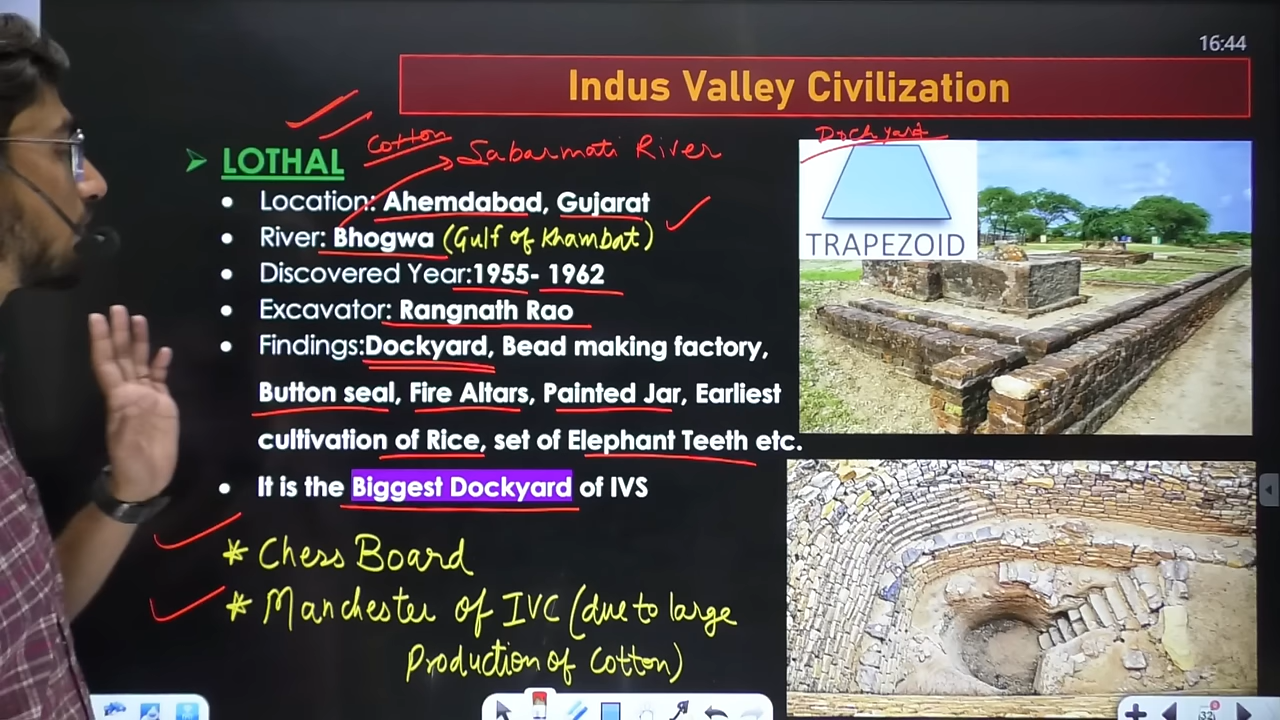 16:44
Indus Valley Civilization
Cotton
Sabarmati River
Dockyard
➢ LOTHAL
• Location: Ahemdabad, Gujarat
• River: Bhogwa (Gulf of Khambat)
TRAPEZOID
• Discovered Year:1955- 1962
• Excavator: Rangnath Rao
• Findings:Dockyard, Bead making factory,
Button seal, Fire Altars, Painted Jar, Earliest
cultivation of Rice, set of Elephant Teeth etc.
• It is the Biggest Dockyard of IVS
* Chess Board
* Manchester of IVC (due to large
Production of Cotton)